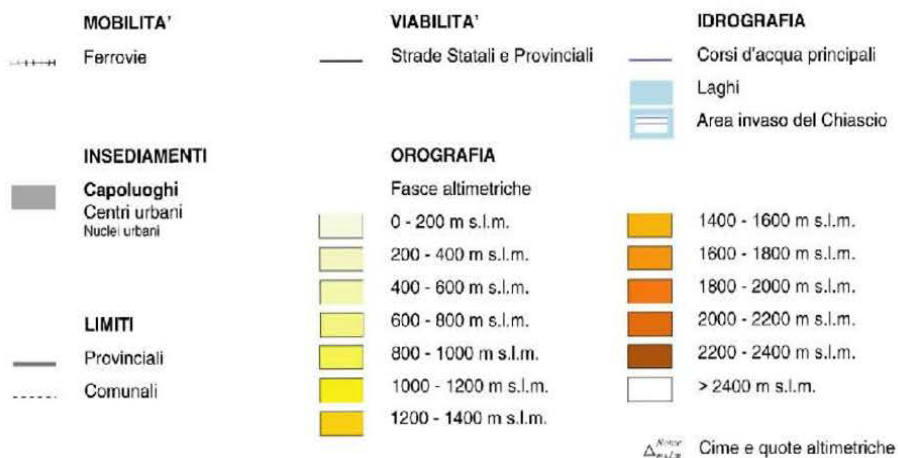 MOBILITA'
Ferrovie
VIABILITA'
Strade Statali e Provinciali
IDROGRAFIA
Corsi d'acqua principali
Laghi
Area invaso del Chiascio
INSEDIAMENTI
Capoluoghi
Centri urbani
Nuclei urbani
LIMITI
Provinciali
Comunali
OROGRAFIA
Fasce altimetriche
0 - 200 m s.l.m.
200 - 400 m s.l.m.
400 - 600 m s.l.m.
600 - 800 m s.l.m.
800 - 1000 m s.l.m.
1000 - 1200 m s.l.m.
1200 - 1400 m s.l.m.
1400 - 1600 m s.l.m.
1600 - 1800 m s.l.m.
1800 - 2000 m s.l.m.
2000 - 2200 m s.l.m.
2200 - 2400 m s.l.m.
> 2400 m s.l.m.
Cime e quote altimetriche